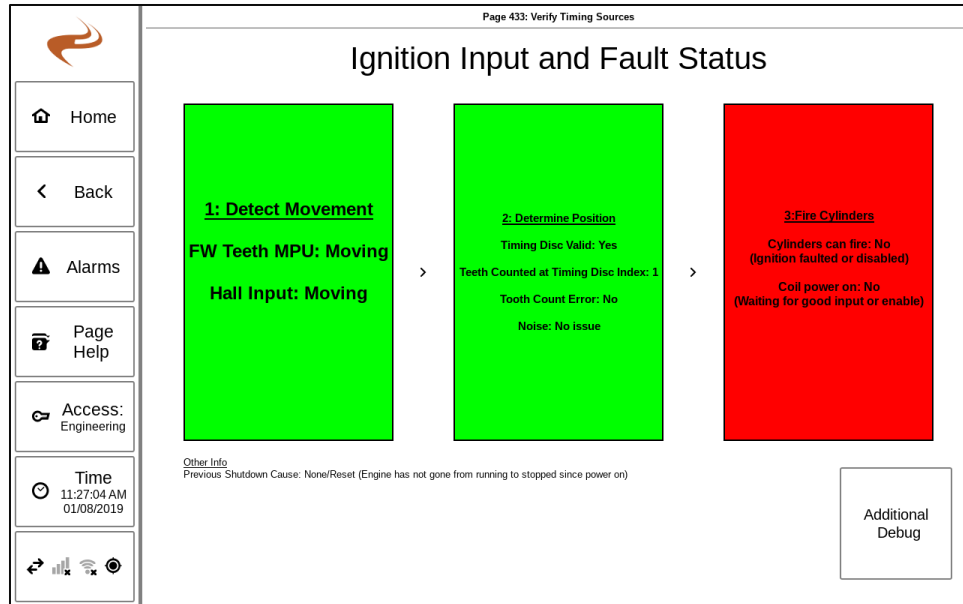 Page 433: Verify Timing Sources
Ignition Input and Fault Status
Home
Back
Alarms
Page
Help
Access:
Engineering
Time
11:27:04 AM
01/08/2019
1: Detect Movement
FW Teeth MPU: Moving
Hall Input: Moving
>
2: Determine Position
Timing Disc Valid: Yes
Teeth Counted at Timing Disc Index: 1
Tooth Count Error: No
Noise: No issue
>
3:Fire Cylinders
Cylinders can fire: No
(Ignition faulted or disabled)
Coil power on: No
(Waiting for good input or enable)
Other Info
Previous Shutdown Cause: None/Reset (Engine has not gone from running to stopped since power on)
Additional
Debug